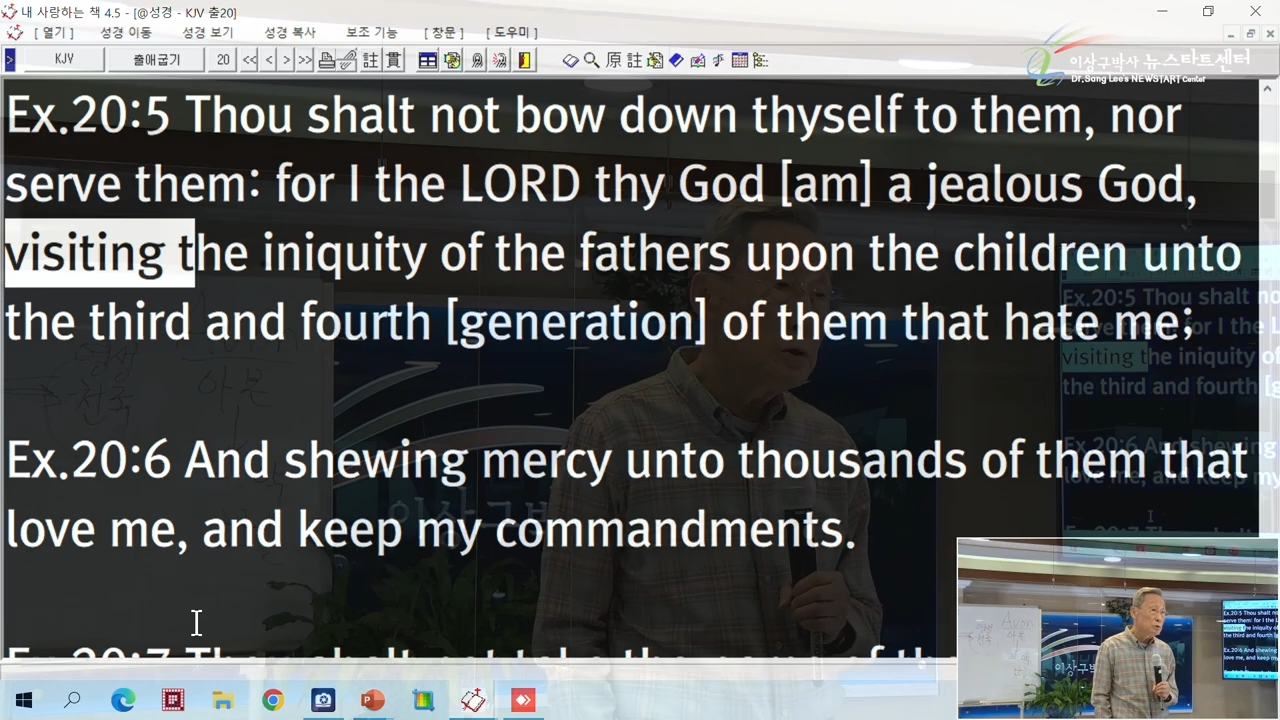 내 사랑하는 책 4.5 - [@성경 - KJV 출20]
[ 열기 ] 성경 이동 성경 보기 성경 복사 보조 기능 [ 창문 ] [ 도우미 ]
KJV 출애굽기 20 << < > >> 註 貫 原 註
이상구박사 뉴스타트센터
Dr.Sang Lee's NEWSTART Center
Ex.20:5 Thou shalt not bow down thyself to them, nor
serve them: for I the LORD thy God [am] a jealous God,
visiting the iniquity of the fathers upon the children unto
the third and fourth [generation] of them that hate me;
Ex.20:6 And shewing mercy unto thousands of them that
love me, and keep my commandments.